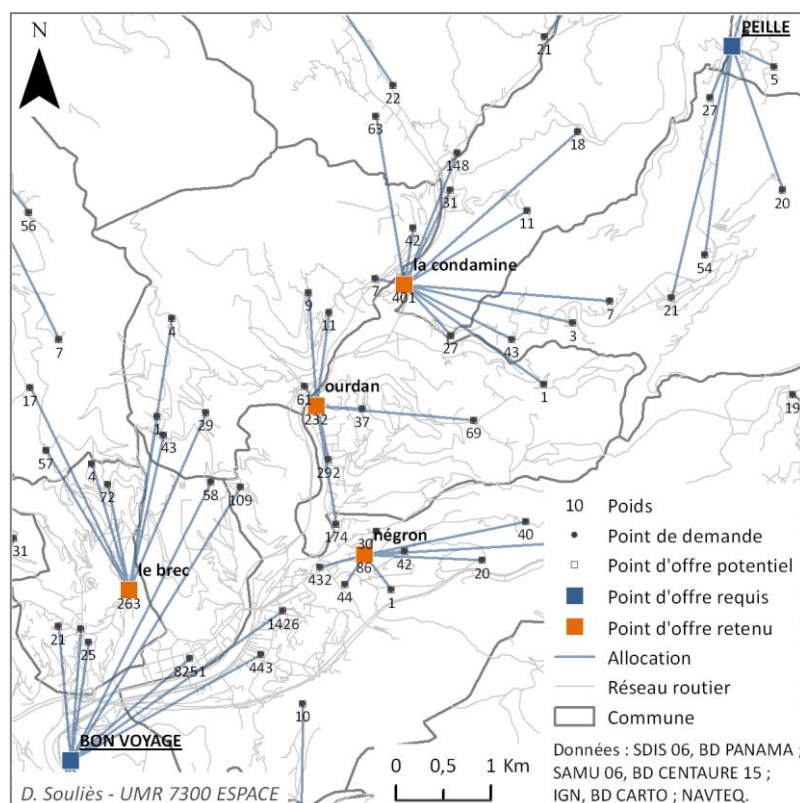 N
PEILLE
21
5
22
27
63
18
148
31
20
11
56
42
54
la condamine
7
401
9
21
7
11
3
4
27
43
7
ourdan
1
17
61
232
37
19
1
29
69
43
57
292
4
72
58
109
174
négron
40
31
30
42
86
20
le brec
432
263
44
1
1426
21
25
8251
443
10
BON VOYAGE
10 Poids
Point de demande
Point d'offre potentiel
Point d'offre requis
Point d'offre retenu
Allocation
Réseau routier
Commune
Données : SDIS 06, BD PANAMA ;
SAMU 06, BD CENTAURE 15 ;
IGN, BD CARTO ; NAVTEQ.
0 0,5 1 Km
D. Souliès - UMR 7300 ESPACE